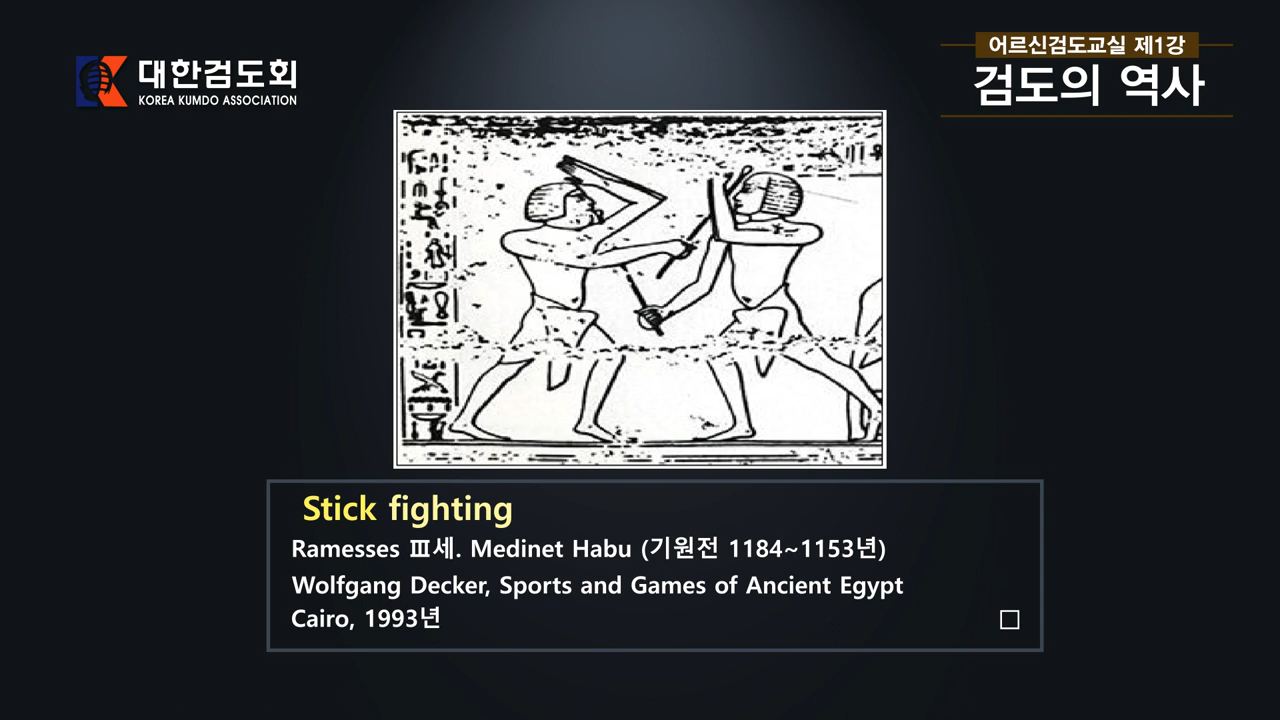 대한검도회
KOREA KUMDO ASSOCIATION
어르신검도교실 제1강
검도의 역사
Stick fighting
Ramesses Ⅲ세. Medinet Habu (기원전 1184~1153년)
Wolfgang Decker, Sports and Games of Ancient Egypt
Cairo, 1993년